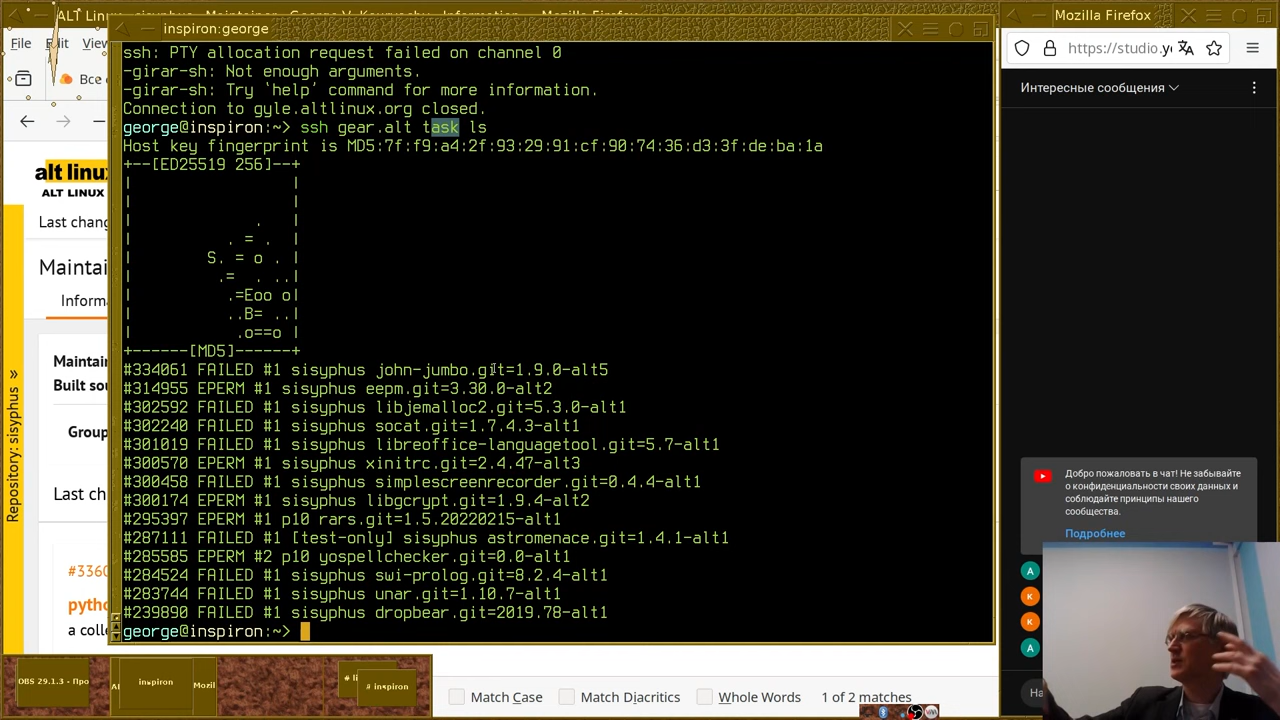 ALT Linux
Mozilla Firefox
inspiron:george
File Edit View
Все
alt linux
ALT LINUX
Last chang
Maintai
Informa
Maintai
Built sou
Group
Last ch
#3360
pytho
a colle
Repository: sisyphus »
ssh: PTY allocation request failed on channel 0
-girar-sh: Not enough arguments.
-girar-sh: Try `help' command for more information.
Connection to gyle.altlinux.org closed.
george@inspiron:~> ssh gear.alt task ls
Host key fingerprint is MD5:7f:f9:a4:2f:93:29:91:cf:90:74:36:d3:3f:de:ba:1a
+--[ED25519 256]--+
|                 |
|                 |
|              .  |
|           . = . |
|         S. = o .|
|          .=  . ..|
|           .=Eoo o|
|           ..B= ..|
|            .o==o |
+------[MD5]------+
#334061 FAILED #1 sisyphus john-jumbo.git=1.9.0-alt5
#314955 EPERM #1 sisyphus eepm.git=3.30.0-alt2
#302592 FAILED #1 sisyphus libjemalloc2.git=5.3.0-alt1
#302240 FAILED #1 sisyphus socat.git=1.7.4.3-alt1
#301019 FAILED #1 sisyphus libreoffice-languagetool.git=5.7-alt1
#300570 EPERM #1 sisyphus xinitrc.git=2.4.47-alt3
#300458 FAILED #1 sisyphus simplescreenrecorder.git=0.4.4-alt1
#300174 EPERM #1 sisyphus libgcrypt.git=1.9.4-alt2
#295397 EPERM #1 p10 rars.git=1.5.20220215-alt1
#287111 FAILED #1 [test-only] sisyphus astromenace.git=1.4.1-alt1
#285585 EPERM #2 p10 yospellchecker.git=0.0-alt1
#284524 FAILED #1 sisyphus swi-prolog.git=8.2.4-alt1
#283744 FAILED #1 sisyphus unar.git=1.10.7-alt1
#239890 FAILED #1 sisyphus dropbear.git=2019.78-alt1
george@inspiron:~>
https://studio.y
Интересные сообщения
Добро пожаловать в чат! Не забывайте
о конфиденциальности своих данных и
соблюдайте принципы нашего
сообщества.
Подробнее
А
К
К
А
На
OBS 29.1.3 - Про
Al
inspiron
Mozil
# li
# inspiron
Match Case
Match Diacritics
Whole Words
1 of 2 matches